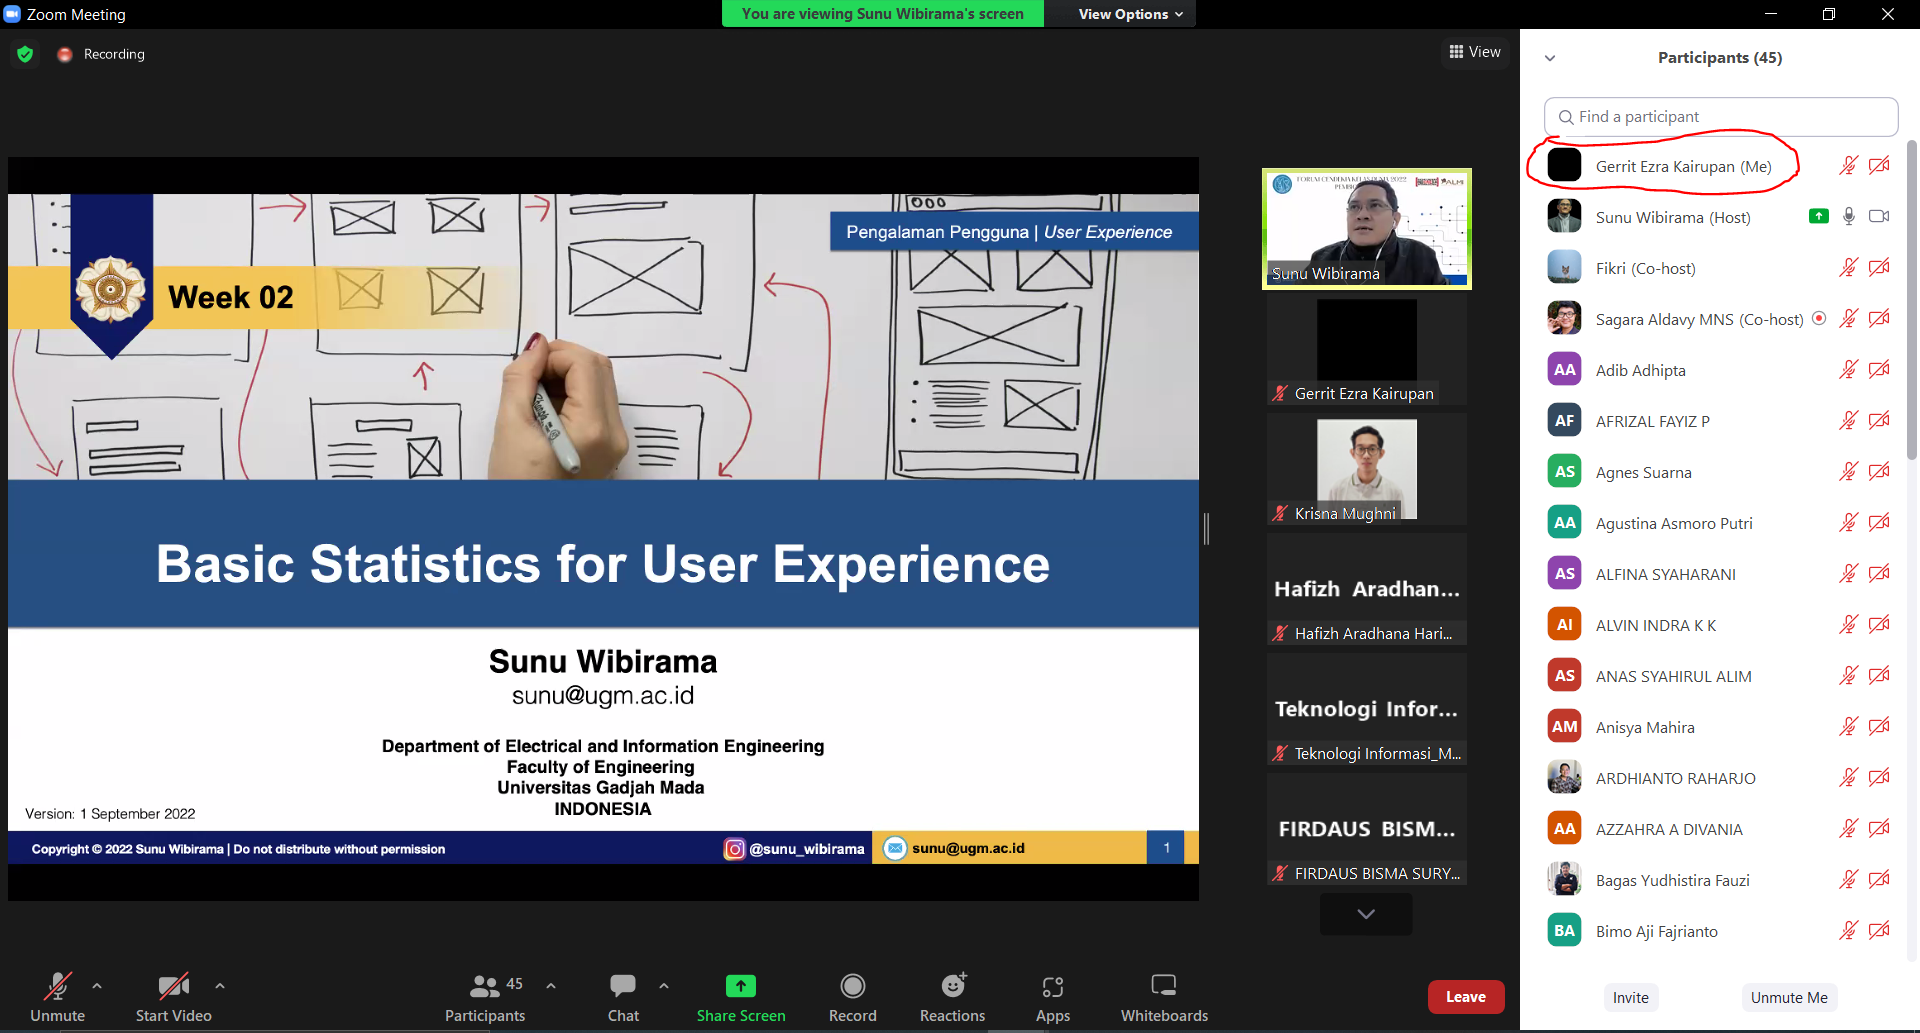 Zoom Meeting
You are viewing Sunu Wibirama's screen
View Options
Recording
View
Pengalaman Pengguna | User Experience
Week 02
Basic Statistics for User Experience
Sunu Wibirama
sunu@ugm.ac.id
Department of Electrical and Information Engineering
Faculty of Engineering
Universitas Gadjah Mada
INDONESIA
Version: 1 September 2022
Copyright © 2022 Sunu Wibirama | Do not distribute without permission
@sunu_wibirama
sunu@ugm.ac.id
1
Sunu Wibirama
Gerrit Ezra Kairupan
Krisna Mughni
Hafizh Aradhan...
Hafizh Aradhana Hari...
Teknologi Infor...
Teknologi Informasi_M...
FIRDAUS BISM...
FIRDAUS BISMA SURY...
Participants (45)
Find a participant
Gerrit Ezra Kairupan (Me)
Sunu Wibirama (Host)
Fikri (Co-host)
Sagara Aldavy MNS (Co-host)
AA Adib Adhipta
AF AFRIZAL FAYIZ P
AS Agnes Suarna
AA Agustina Asmoro Putri
AS ALFINA SYAHARANI
AI ALVIN INDRA K K
AS ANAS SYAHIRUL ALIM
AM Anisya Mahira
ARDHIANTO RAHARJO
AA AZZAHRA A DIVANIA
Bagas Yudhistira Fauzi
BA Bimo Aji Fajrianto
Invite
Unmute Me
Unmute
Start Video
45
Participants
Chat
Share Screen
Record
Reactions
Apps
Whiteboards
Leave